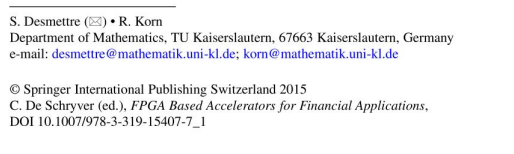 S. Desmettre (✉) • R. Korn
Department of Mathematics, TU Kaiserslautern, 67663 Kaiserslautern, Germany
e-mail: desmettre@mathematik.uni-kl.de; korn@mathematik.uni-kl.de
© Springer International Publishing Switzerland 2015
C. De Schryver (ed.), FPGA Based Accelerators for Financial Applications,
DOI 10.1007/978-3-319-15407-7_1